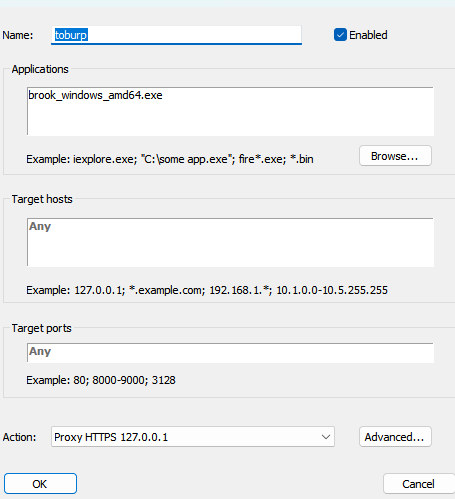 Name: toburp Enabled
Applications
brook_windows_amd64.exe
Example: iexplore.exe; "C:\some app.exe"; fire*.exe; *.bin Browse...
Target hosts
Any
Example: 127.0.0.1; *.example.com; 192.168.1.*; 10.1.0.0-10.5.255.255
Target ports
Any
Example: 80; 8000-9000; 3128
Action: Proxy HTTPS 127.0.0.1 Advanced...
OK Cancel